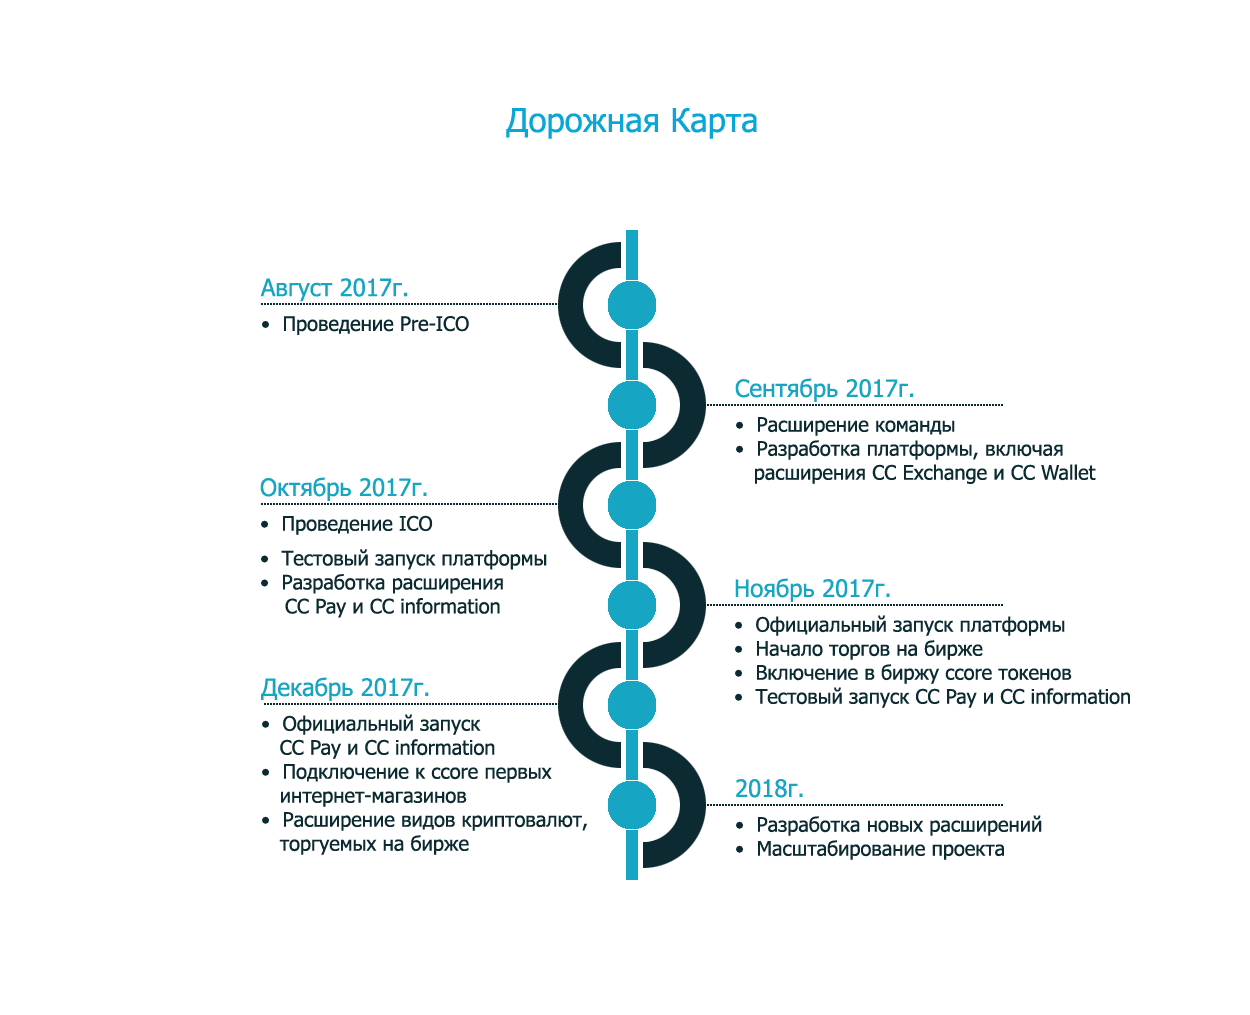 Дорожная Карта
Август 2017г.
• Проведение Pre-ICO
Сентябрь 2017г.
• Расширение команды
• Разработка платформы, включая
расширения CC Exchange и CC Wallet
Октябрь 2017г.
• Проведение ICO
• Тестовый запуск платформы
• Разработка расширения
CC Pay и CC information
Ноябрь 2017г.
• Официальный запуск платформы
• Начало торгов на бирже
• Включение в биржу ccore токенов
• Тестовый запуск CC Pay и CC information
Декабрь 2017г.
• Официальный запуск
CC Pay и CC information
• Подключение к ccore первых
интернет-магазинов
• Расширение видов криптовалют,
торгуемых на бирже
2018г.
• Разработка новых расширений
• Масштабирование проекта